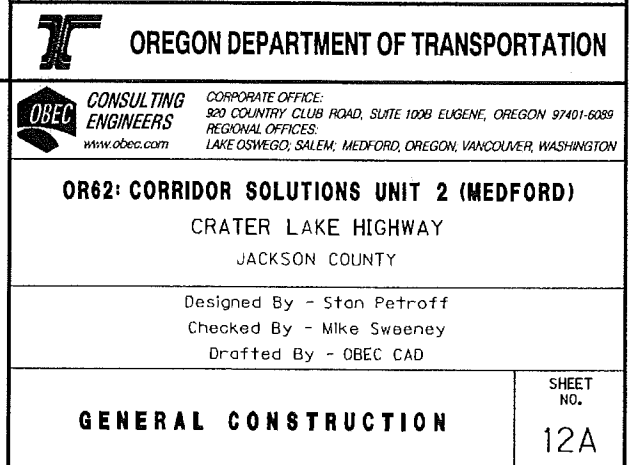 OREGON DEPARTMENT OF TRANSPORTATION
OBEC
CONSULTING
ENGINEERS
www.obec.com
CORPORATE OFFICE:
920 COUNTRY CLUB ROAD, SUITE 100B EUGENE, OREGON 97401-6089
REGIONAL OFFICES:
LAKE OSWEGO; SALEM; MEDFORD, OREGON, VANCOUVER, WASHINGTON
OR62: CORRIDOR SOLUTIONS UNIT 2 (MEDFORD)
CRATER LAKE HIGHWAY
JACKSON COUNTY
Designed By - Stan Petroff
Checked By - Mike Sweeney
Drafted By - OBEC CAD
GENERAL CONSTRUCTION
SHEET
NO.
12A